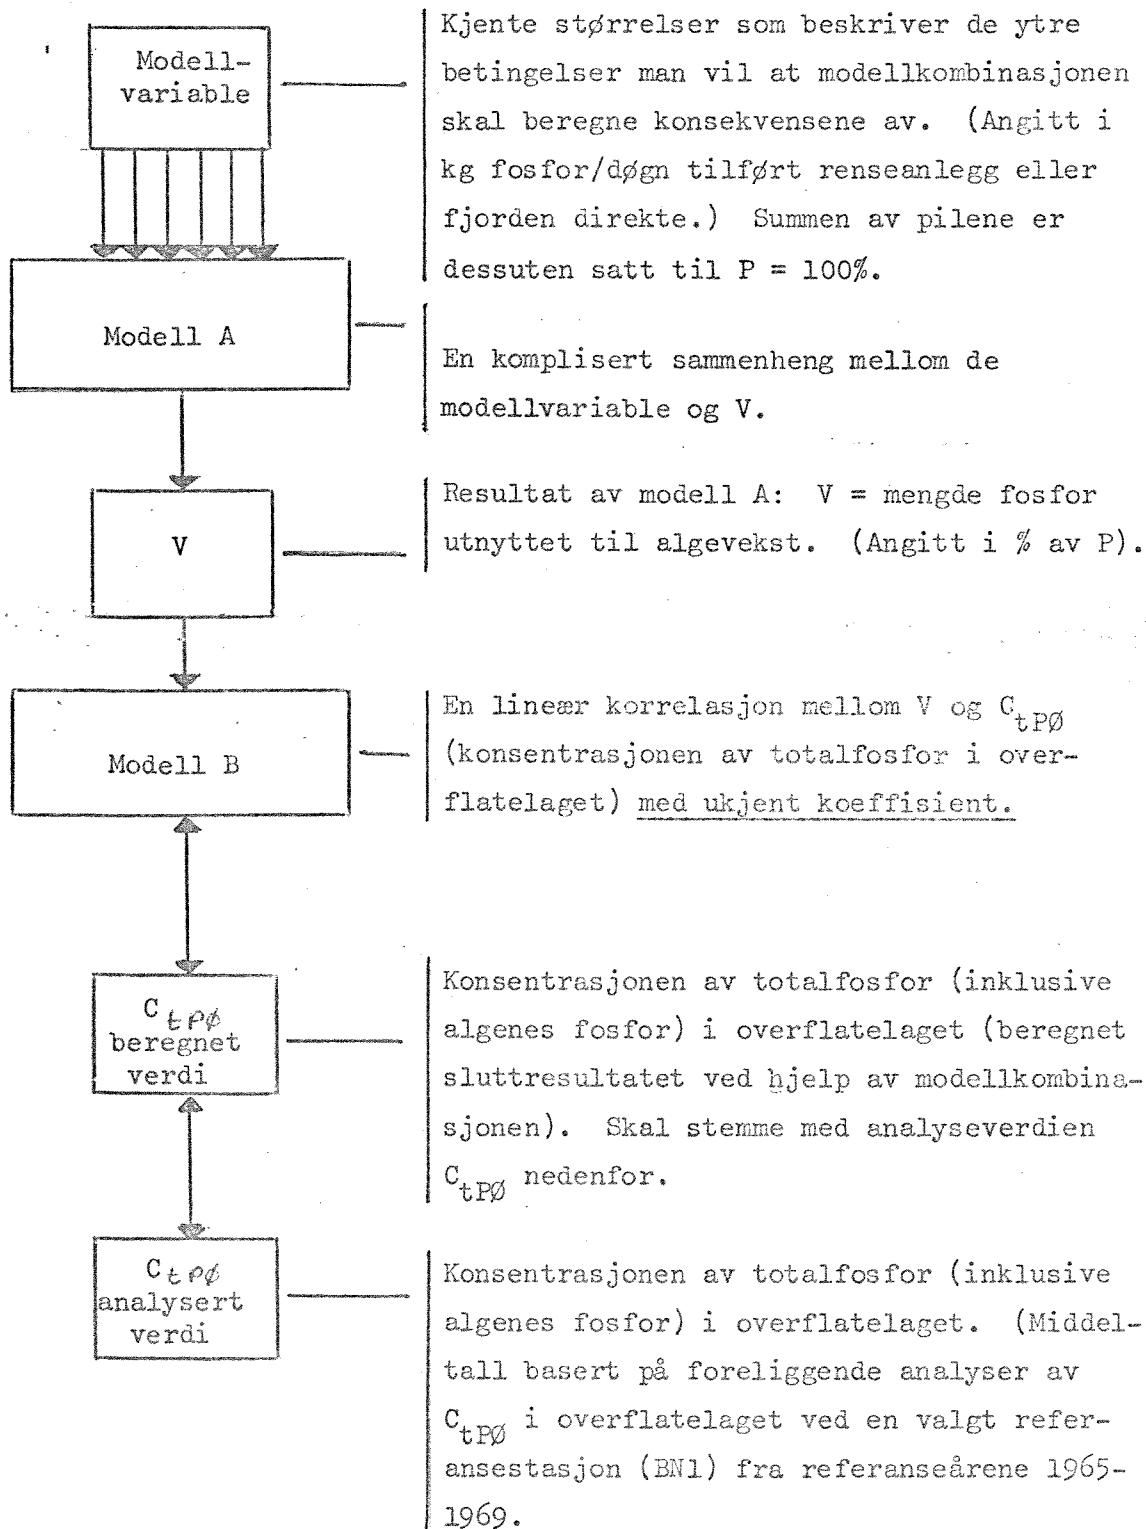 Modell-
variable
Kjente størrelser som beskriver de ytre
betingelser man vil at modellkombinasjonen
skal beregne konsekvensene av. (Angitt i
kg fosfor/døgn tilført renseanlegg eller
fjorden direkte.) Summen av pilene er
dessuten satt til P = 100%.
Modell A
En komplisert sammenheng mellom de
modellvariable og V.
V
Resultat av modell A: V = mengde fosfor
utnyttet til algevekst. (Angitt i % av P).
Modell B
En lineær korrelasjon mellom V og CtPØ
(konsentrasjonen av totalfosfor i over-
flatelaget) med ukjent koeffisient.
CtPØ
beregnet
verdi
Konsentrasjonen av totalfosfor (inklusive
algenes fosfor) i overflatelaget (beregnet
sluttresultatet ved hjelp av modellkombina-
sjonen). Skal stemme med analyseverdien
CtPØ nedenfor.
CtPØ
analysert
verdi
Konsentrasjonen av totalfosfor (inklusive
algenes fosfor) i overflatelaget. (Middel-
tall basert på foreliggende analyser av
CtPØ i overflatelaget ved en valgt refer-
ansestasjon (BN1) fra referanseårene 1965-
1969.